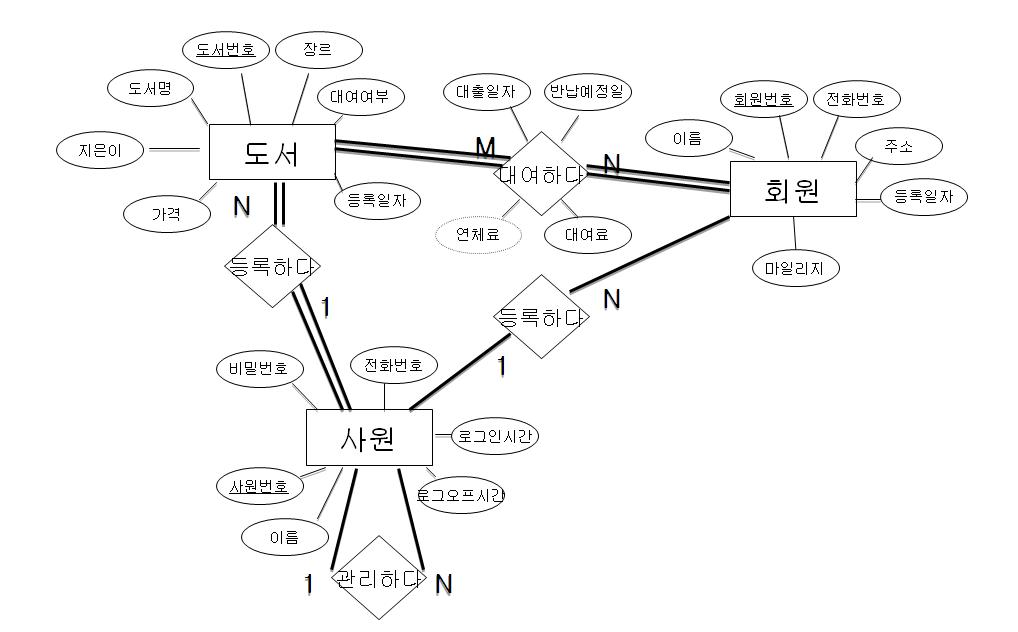 도서번호
장르
도서명
대여여부
대출일자
반납예정일
회원번호
전화번호
지은이
도서
M
이름
주소
대여하다
N
회원
가격
N
등록일자
등록일자
연체료
대여료
등록하다
마일리지
1
N
등록하다
비밀번호
전화번호
1
사원
로그인시간
사원번호
로그오프시간
이름
1
관리하다
N